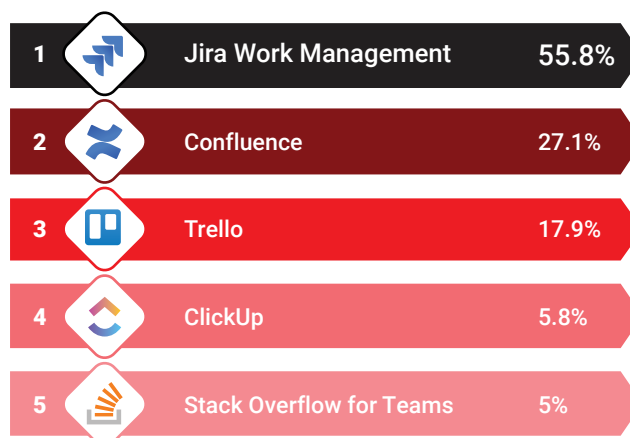 1 Jira Work Management 55.8%
2 Confluence 27.1%
3 Trello 17.9%
4 ClickUp 5.8%
5 Stack Overflow for Teams 5%